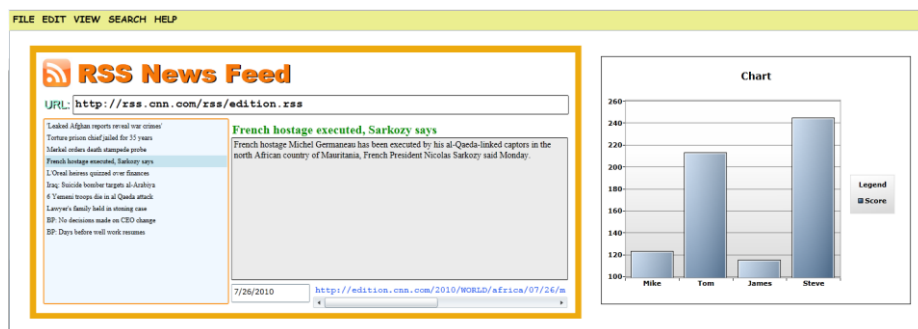 FILE EDIT VIEW SEARCH HELP
RSS News Feed
URL: http://rss.cnn.com/rss/edition.rss
'Leaked Afghan reports reveal war crimes'
Torture prison chief jailed for 35 years
Merkel orders death stampede probe
French hostage executed, Sarkozy says
L'Oreal heiress quizzed over finances
Iraq: Suicide bomber targets al-Arabiya
6 Yemeni troops die in al Qaeda attack
Lawyer's family held in stoning case
BP: No decisions made on CEO change
BP: Days before well work resumes
French hostage executed, Sarkozy says
French hostage Michel Germaneau has been executed by his al-Qaeda-linked captors in the
north African country of Mauritania, French President Nicolas Sarkozy said Monday.
7/26/2010
http://edition.cnn.com/2010/WORLD/africa/07/26/m
Chart
260
240
220
200
180
160
140
120
100
Mike Tom James Steve
Legend
Score